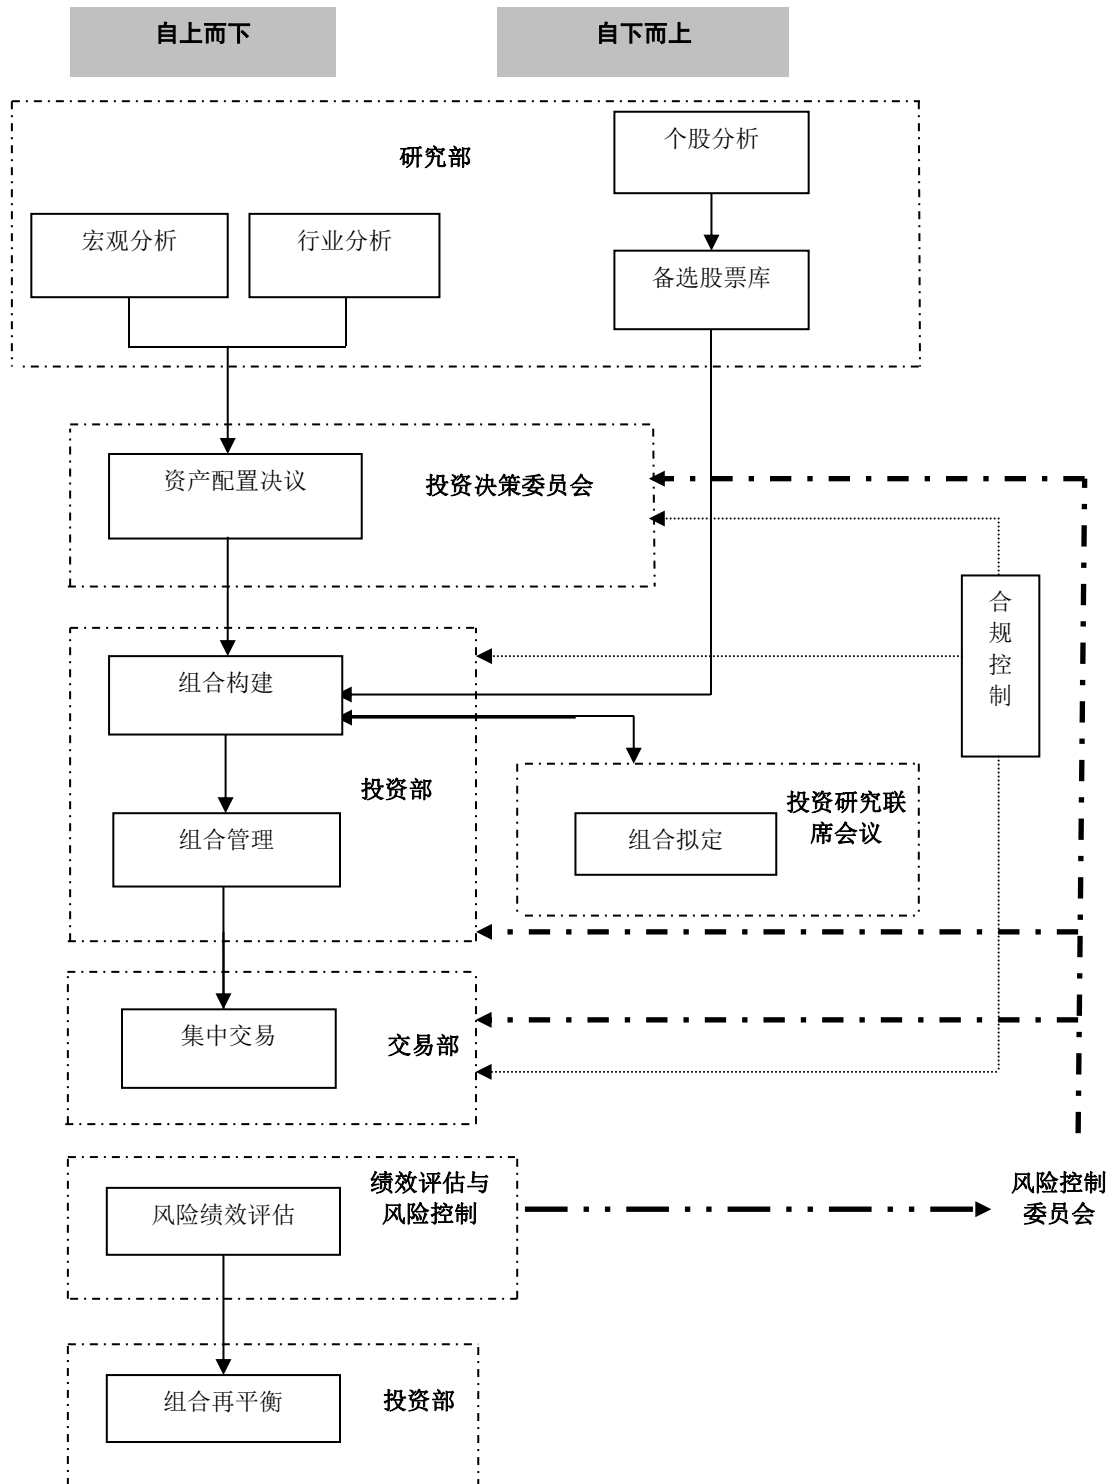 自上而下
自下而上
研究部
个股分析
宏观分析
行业分析
备选股票库
资产配置决议
投资决策委员会
合
规
控
制
组合构建
投资部
投资研究联
席会议
组合管理
组合拟定
集中交易
交易部
绩效评估与
风险控制
风险绩效评估
风险控制
委员会
组合再平衡
投资部